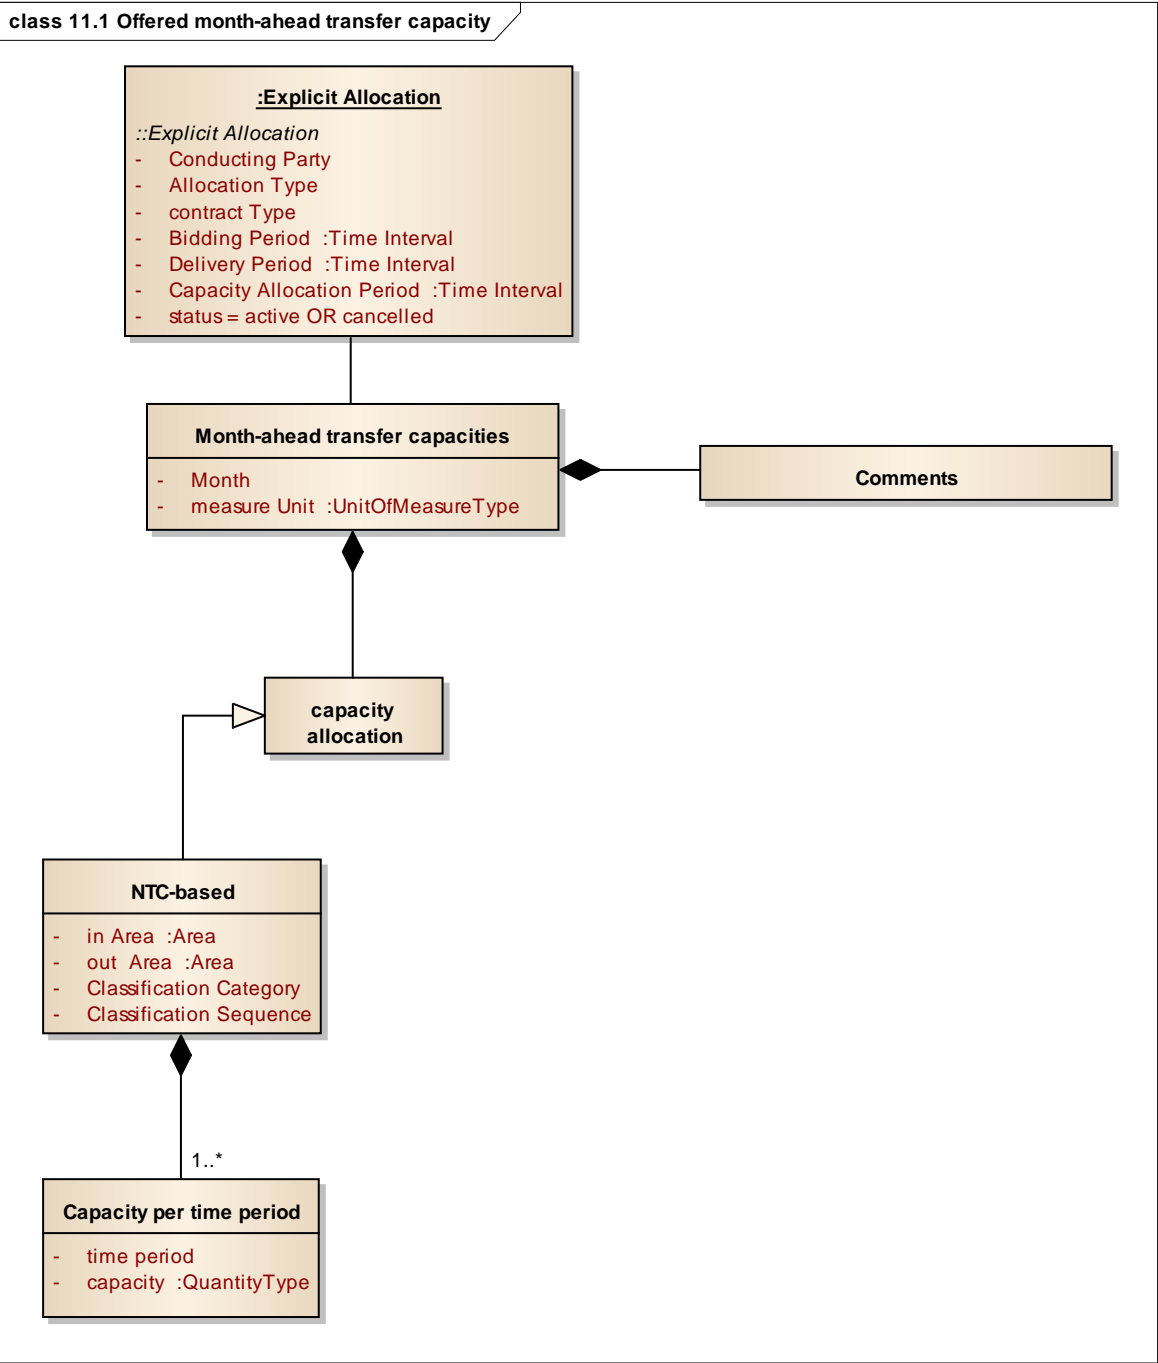 class 11.1 Offered month-ahead transfer capacity
:Explicit Allocation
::Explicit Allocation
- Conducting Party
- Allocation Type
- contract Type
- Bidding Period :Time Interval
- Delivery Period :Time Interval
- Capacity Allocation Period :Time Interval
- status = active OR cancelled
Month-ahead transfer capacities
- Month
- measure Unit :UnitOfMeasureType
Comments
capacity
allocation
NTC-based
- in Area :Area
- out Area :Area
- Classification Category
- Classification Sequence
1..*
Capacity per time period
- time period
- capacity :QuantityType